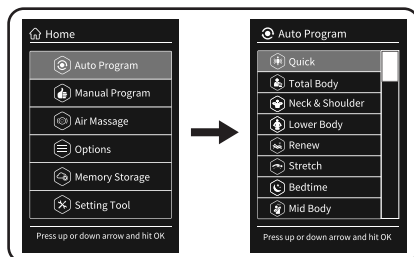 Home
Auto Program
Manual Program
Air Massage
Options
Memory Storage
Setting Tool
Press up or down arrow and hit OK
Auto Program
Quick
Total Body
Neck & Shoulder
Lower Body
Renew
Stretch
Bedtime
Mid Body
Press up or down arrow and hit OK